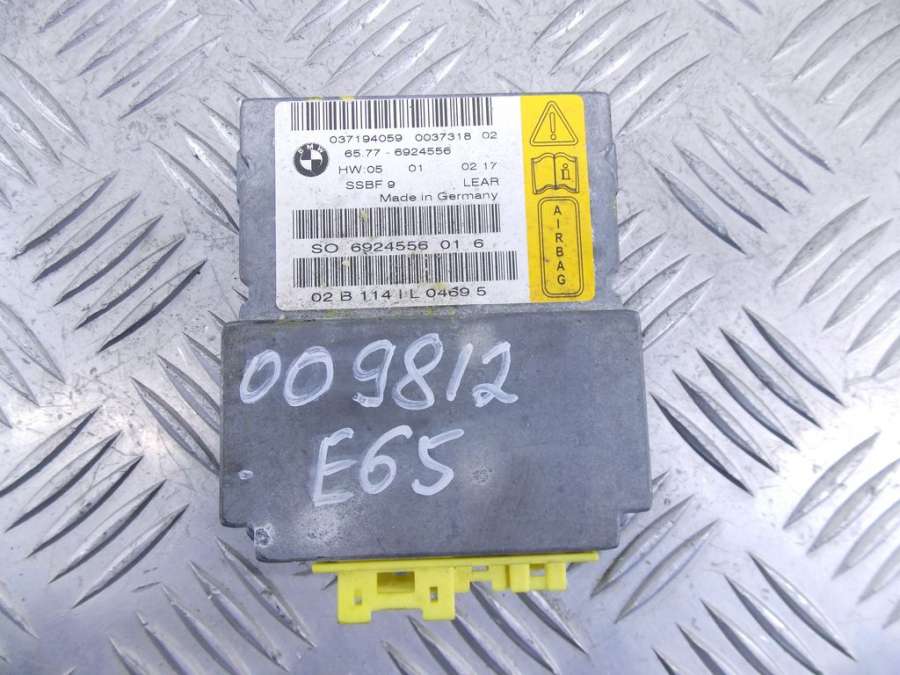 037194059 0037318 02
BMW
65.77 - 6924556
HW:05 01 02 17
SSBF 9 LEAR
Made in Germany
SO 6924556 01 6
02 B 114 I L 0469 5
AIRBAG
009812
E65